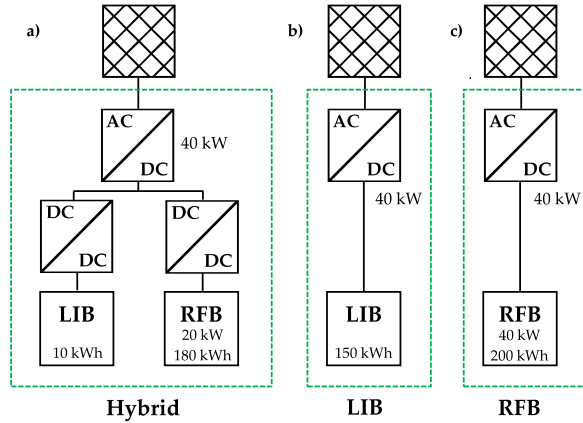 a)
AC
DC
40 kW
DC
DC
DC
DC
LIB
10 kWh
RFB
20 kW
180 kWh
Hybrid
b)
AC
DC
40 kW
LIB
150 kWh
LIB
c)
AC
DC
40 kW
RFB
40 kW
200 kWh
RFB